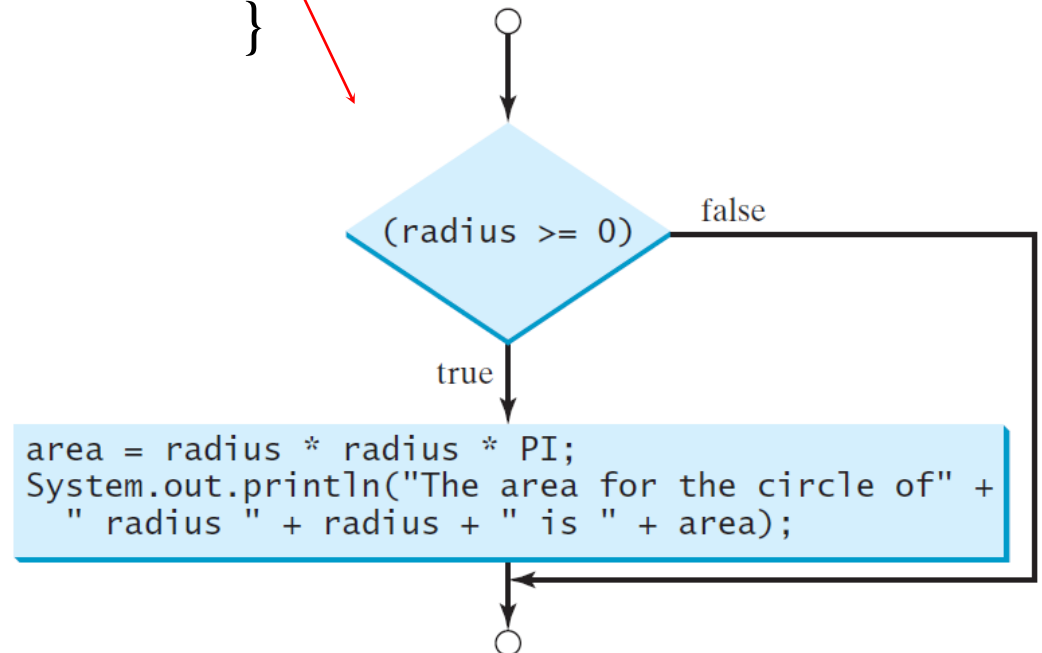 }
(radius >= 0)
false
true
area = radius * radius * PI;
System.out.println("The area for the circle of" +
" radius " + radius + " is " + area);